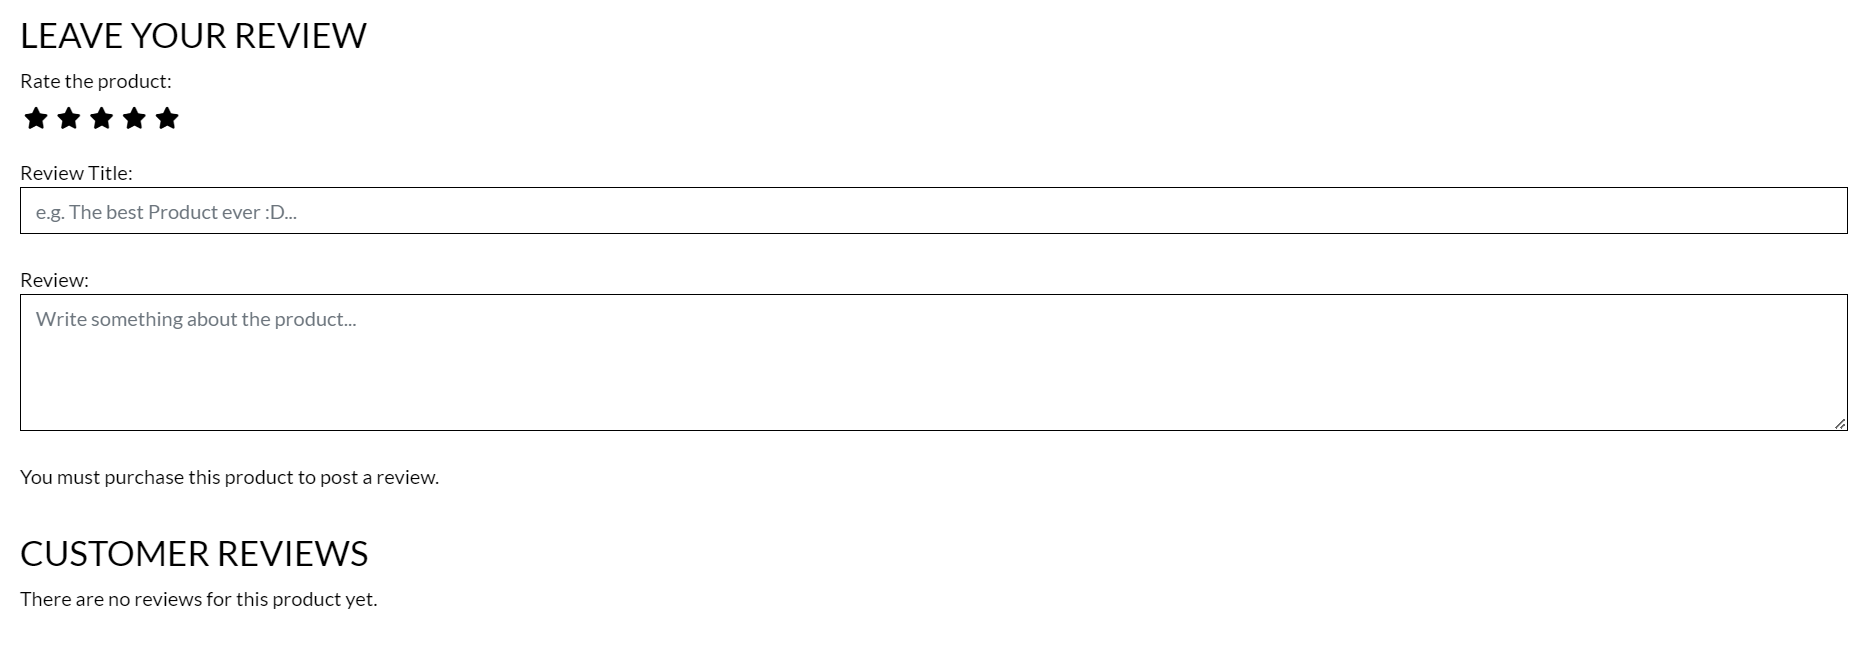 LEAVE YOUR REVIEW
Rate the product:
Review Title:
e.g. The best Product ever :D...
Review:
Write something about the product...
You must purchase this product to post a review.
CUSTOMER REVIEWS
There are no reviews for this product yet.